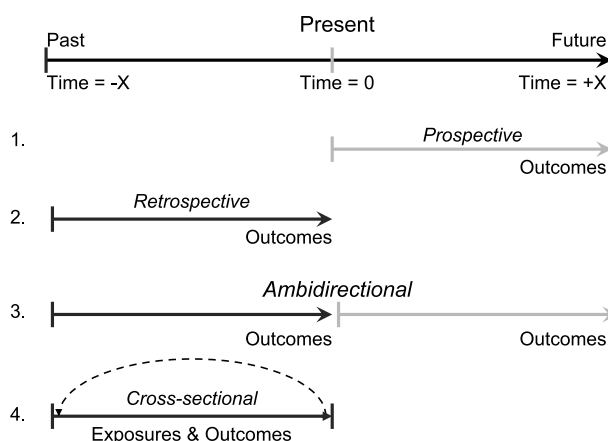 Present
Past Future
Time = -X Time = 0 Time = +X
1. Prospective
Outcomes
2. Retrospective
Outcomes
3. Ambidirectional
Outcomes Outcomes
4. Cross-sectional
Exposures & Outcomes